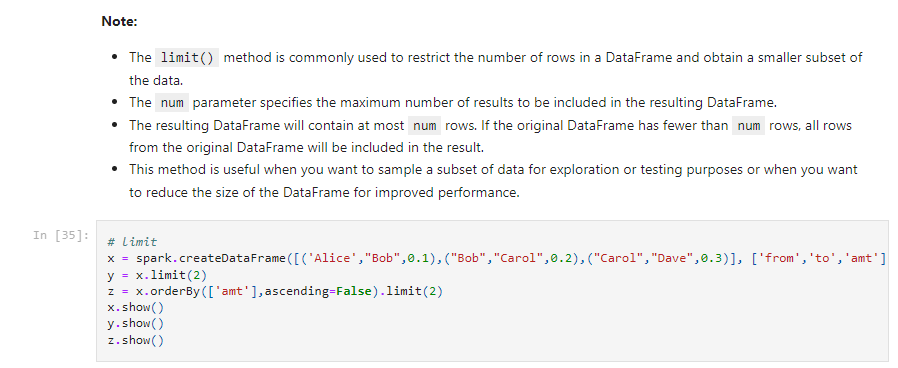 Note:
The limit() method is commonly used to restrict the number of rows in a DataFrame and obtain a smaller subset of
the data.
The num parameter specifies the maximum number of results to be included in the resulting DataFrame.
The resulting DataFrame will contain at most num rows. If the original DataFrame has fewer than num rows, all rows
from the original DataFrame will be included in the result.
This method is useful when you want to sample a subset of data for exploration or testing purposes or when you want
to reduce the size of the DataFrame for improved performance.
In [35]:
# limit
x = spark.createDataFrame([('Alice',"Bob",0.1),("Bob","Carol",0.2),("Carol","Dave",0.3)], ['from','to','amt']
y = x.limit(2)
z = x.orderBy(['amt'],ascending=False).limit(2)
x.show()
y.show()
z.show()